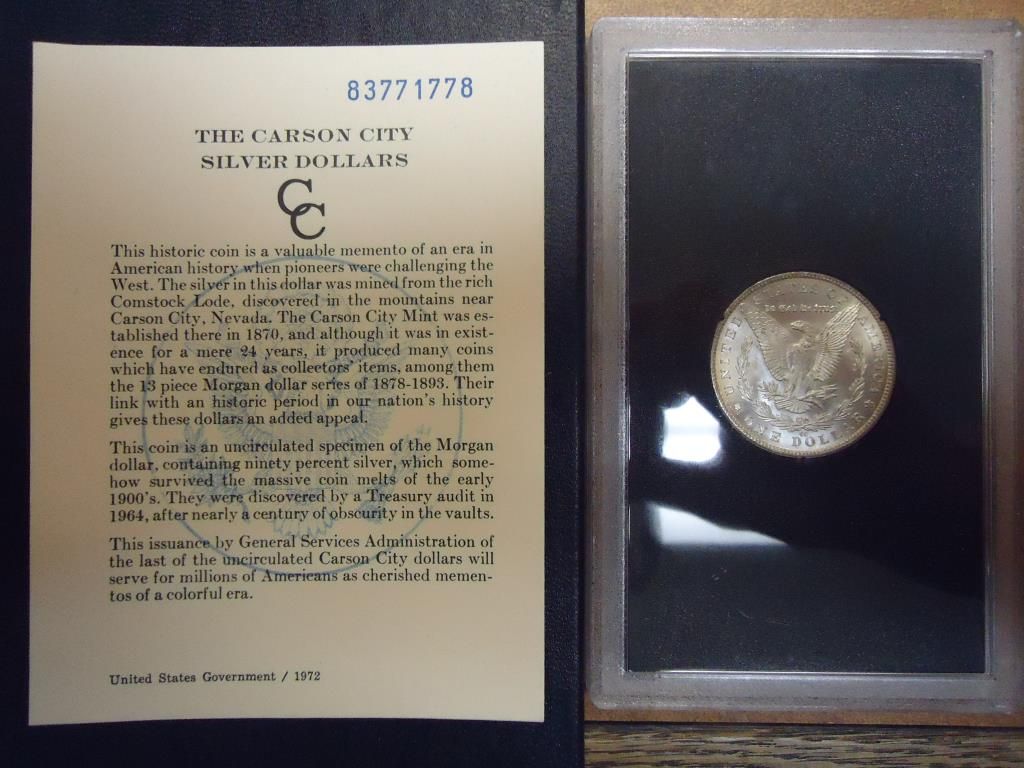 83771778
THE CARSON CITY
SILVER DOLLARS
CC
This historic coin is a valuable memento of an era in
American history when pioneers were challenging the
West. The silver in this dollar was mined from the rich
Comstock Lode, discovered in the mountains near
Carson City, Nevada. The Carson City Mint was es-
tablished there in 1870, and although it was in exist-
ence for a mere 24 years, it produced many coins
which have endured as collectors' items, among them
the 13 piece Morgan dollar series of 1878-1893. Their
link with an historic period in our nation's history
gives these dollars an added appeal.
This coin is an uncirculated specimen of the Morgan
dollar, containing ninety percent silver, which some-
how survived the massive coin melts of the early
1900's. They were discovered by a Treasury audit in
1964, after nearly a century of obscurity in the vaults.
This issuance by General Services Administration of
the last of the uncirculated Carson City dollars will
serve for millions of Americans as cherished memen-
tos of a colorful era.
United States Government / 1972
UNITED STATES OF AMERICA
In God we trust
ONE DOLLAR